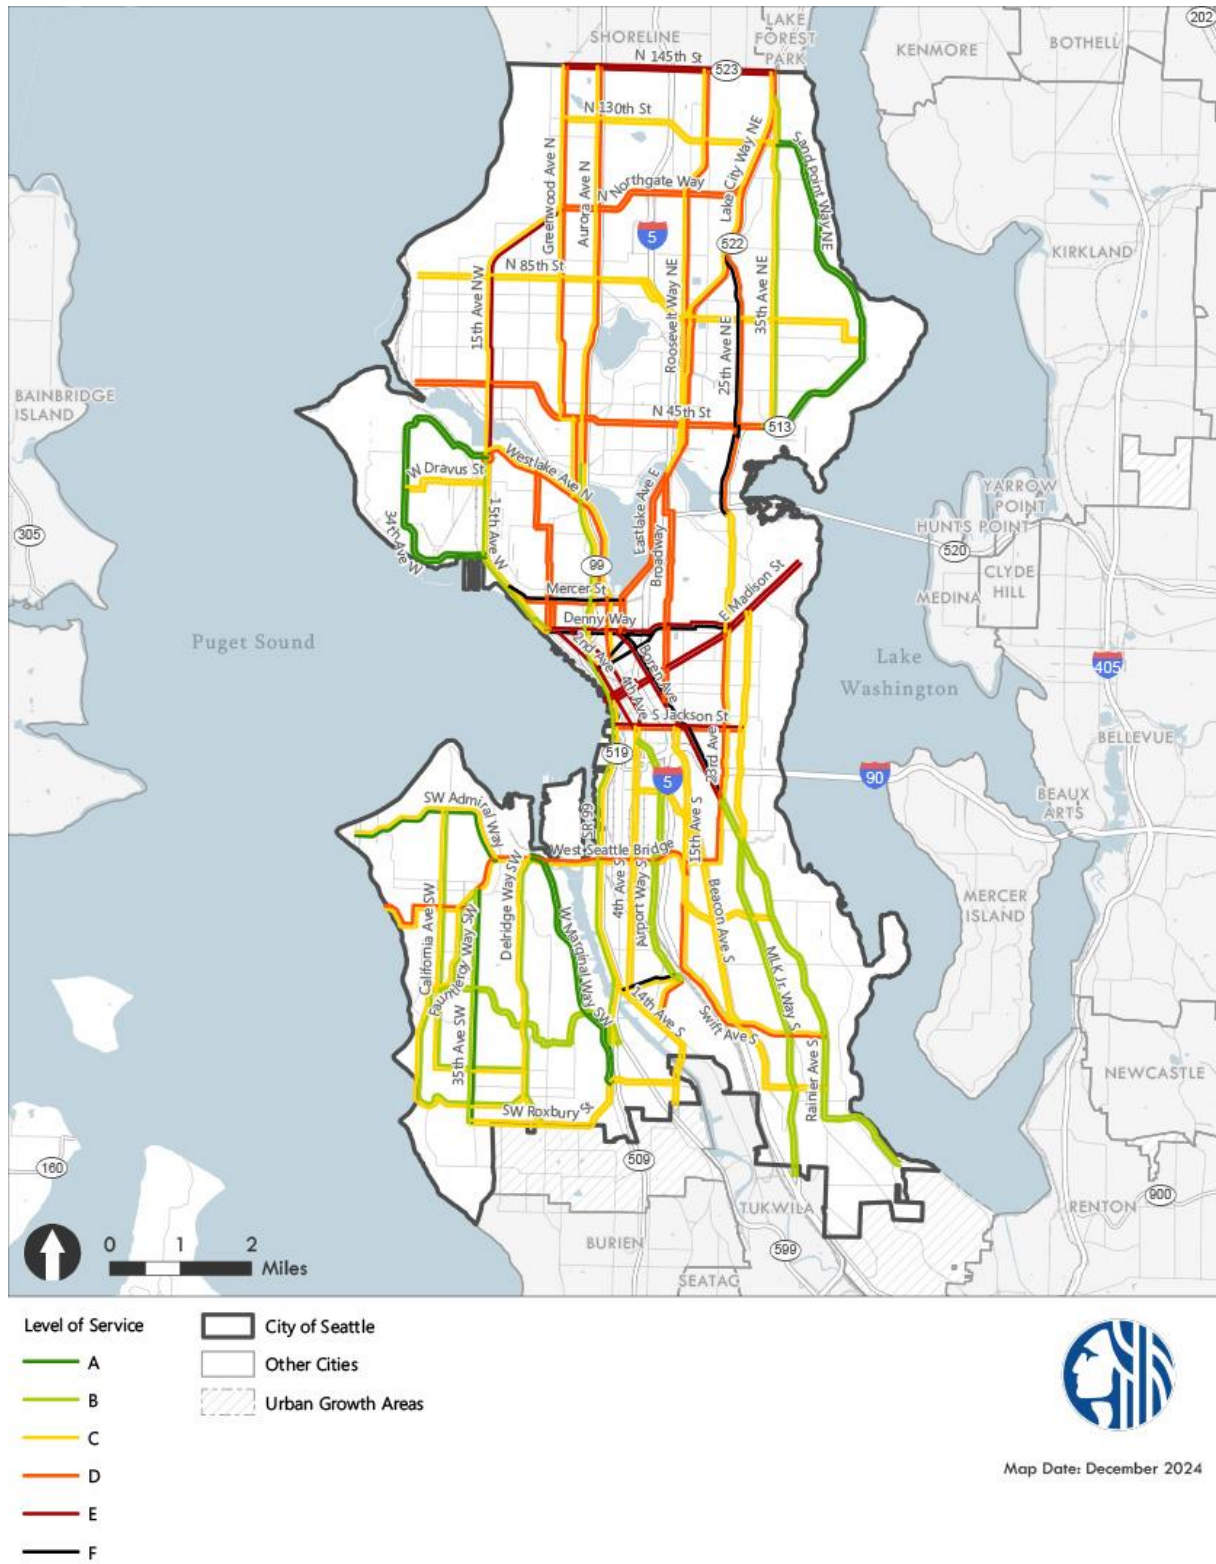 202
LAKE
FOREST
PARK
SHORELINE
KENMORE
BOTHELL
N 145th St
523
N 130th St
Greenwood Ave N
Aurora Ave N
N Northgate Way
Lake City Way NE
Sand Point Way NE
5
522
KIRKLAND
N 85th St
15th Ave NW
Roosevelt Way NE
25th Ave NE
35th Ave NE
BAINBRIDGE
ISLAND
N 45th St
513
W Dravus St
Westlake Ave N
34th Ave W
15th Ave W
Eastlake Ave E
Broadway
YARROW
POINT
HUNTS POINT
305
520
99
CLYDE
HILL
MEDINA
Mercer St
E Madison St
Denny Way
Puget Sound
2nd Ave
4th Ave
Boren Ave
Lake
Washington
405
S Jackson St
BELLEVUE
519
5
23rd Ave
90
BEAUX
ARTS
SW Admiral Way
SR 99
West Seattle Bridge
15th Ave S
4th Ave S
Airport Way S
Delridge Way SW
California Ave SW
Fauntleroy Way SW
W Marginal Way SW
Beacon Ave S
MERCER
ISLAND
MLK Jr. Way S
14th Ave S
Swift Ave S
35th Ave SW
Rainier Ave S
NEWCASTLE
SW Roxbury St
509
160
TUKWILA
RENTON
900
BURIEN
599
SEATAC
0 1 2
Miles
Level of Service
A
B
C
D
E
F
City of Seattle
Other Cities
Urban Growth Areas
Map Date: December 2024